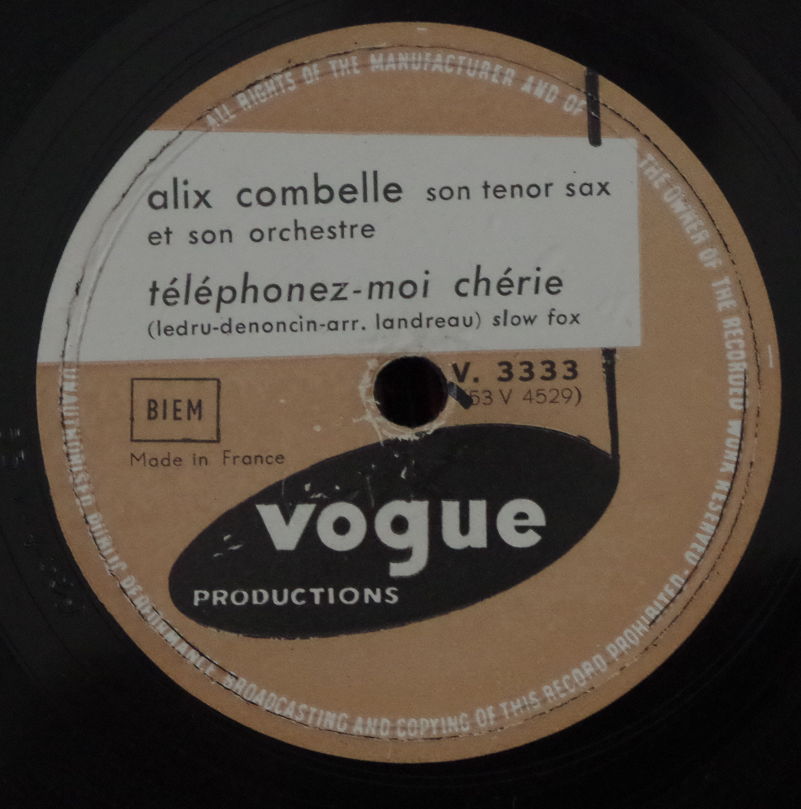 ALL RIGHTS OF THE MANUFACTURER AND OF THE OWNER OF THE RECORDED WORK RESERVED. UNAUTHORISED PUBLIC PERFORMANCE BROADCASTING AND COPYING OF THIS RECORD PROHIBITED.
alix combelle son tenor sax
et son orchestre
téléphonez-moi chérie
(ledru-denoncin-arr. landreau) slow fox
V. 3333
BIEM
(53 V 4529)
Made in France
vogue
PRODUCTIONS